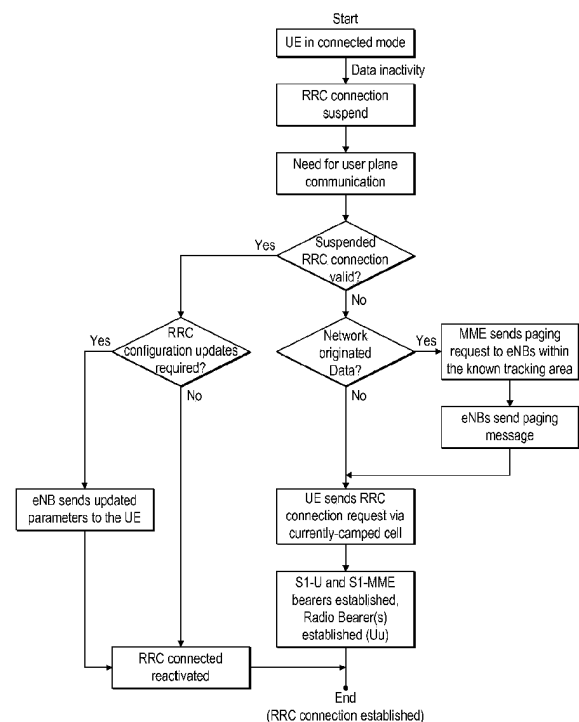 Start
UE in connected mode
Data inactivity
RRC connection
suspend
Need for user plane
communication
Suspended
RRC connection
valid?
Yes
No
RRC
configuration updates
required?
Yes
No
Network
originated
Data?
Yes
No
MME sends paging
request to eNBs within
the known tracking area
eNBs send paging
message
eNB sends updated
parameters to the UE
UE sends RRC
connection request via
currently-camped cell
S1-U and S1-MME
bearers established,
Radio Bearer(s)
established (Uu)
RRC connected
reactivated
End
(RRC connection established)